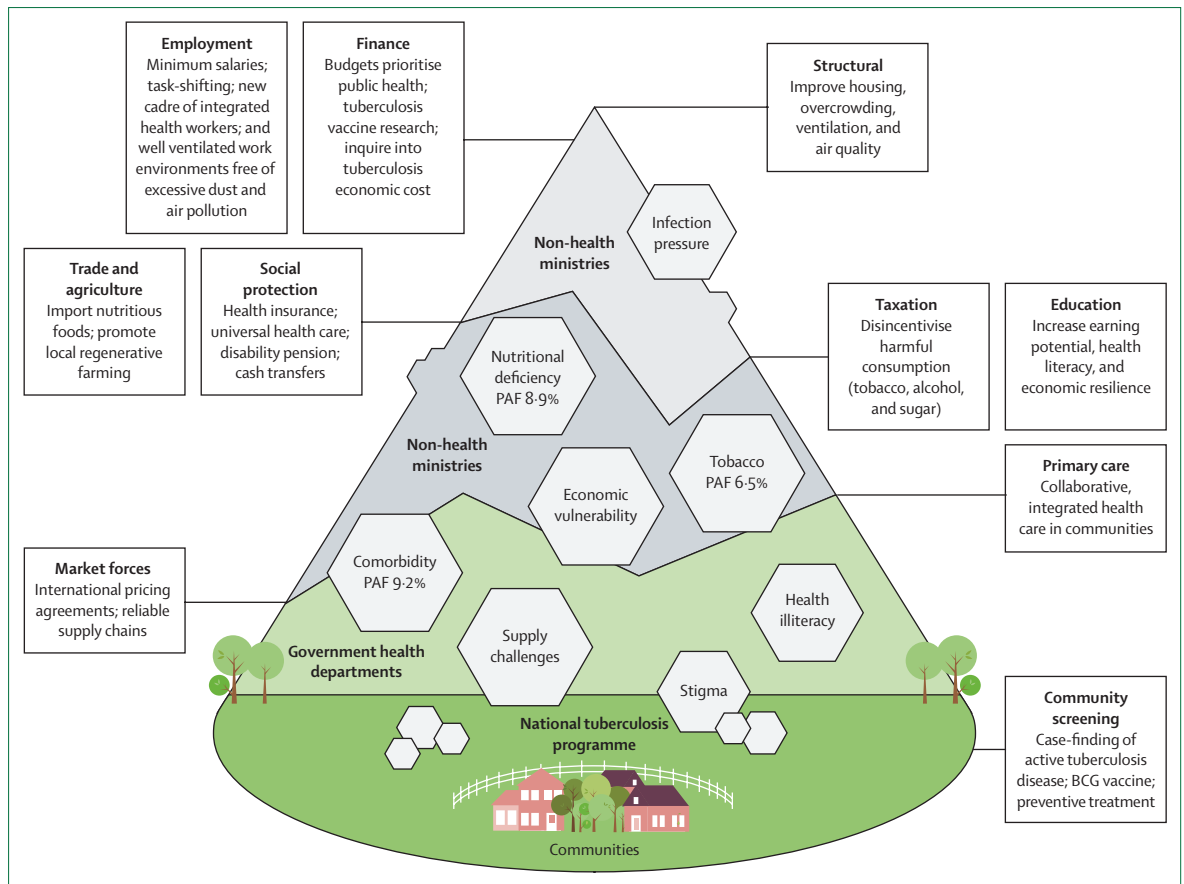 Employment
Minimum salaries;
task-shifting; new
cadre of integrated
health workers; and
well ventilated work
environments free of
excessive dust and
air pollution
Finance
Budgets prioritise
public health;
tuberculosis
vaccine research;
inquire into
tuberculosis
economic cost
Structural
Improve housing,
overcrowding,
ventilation, and
air quality
Infection
pressure
Non-health
ministries
Trade and
agriculture
Import nutritious
foods; promote
local regenerative
farming
Social
protection
Health insurance;
universal health care;
disability pension;
cash transfers
Taxation
Disincentivise
harmful
consumption
(tobacco, alcohol,
and sugar)
Education
Increase earning
potential, health
literacy, and
economic resilience
Nutritional
deficiency
PAF 8·9%
Non-health
ministries
Economic
vulnerability
Tobacco
PAF 6·5%
Primary care
Collaborative,
integrated health
care in communities
Market forces
International pricing
agreements; reliable
supply chains
Comorbidity
PAF 9·2%
Health
illiteracy
Supply
challenges
Government health
departments
Stigma
National tuberculosis
programme
Community
screening
Case-finding of
active tuberculosis
disease; BCG vaccine;
preventive treatment
Communities